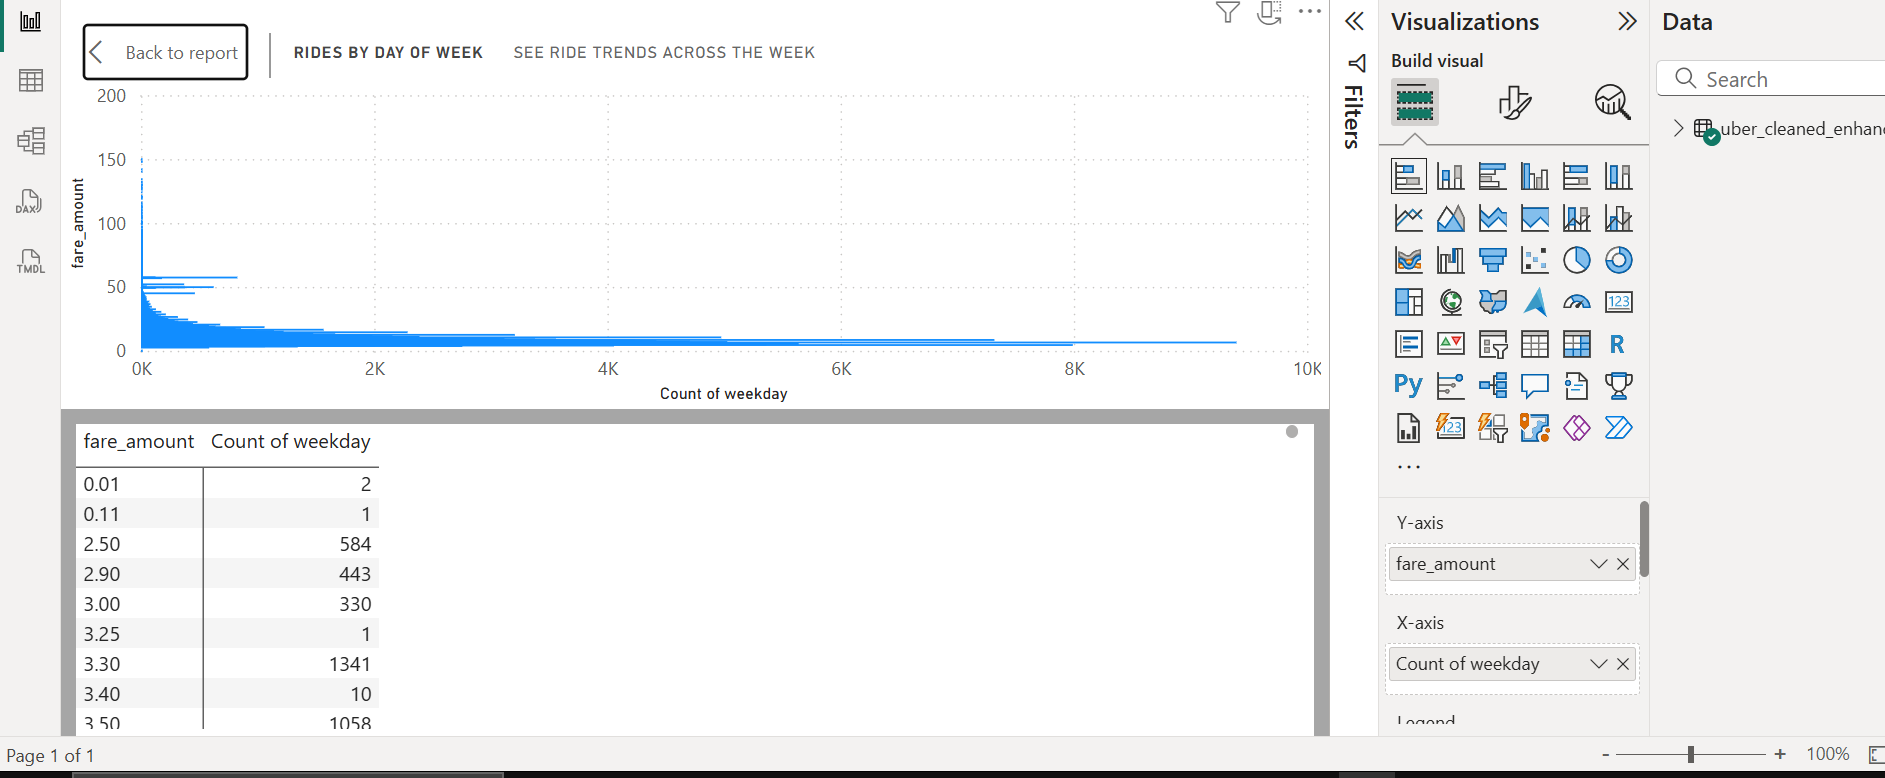 Back to report
RIDES BY DAY OF WEEK
SEE RIDE TRENDS ACROSS THE WEEK
200
150
100
50
0
fare_amount
0K 2K 4K 6K 8K 10K
Count of weekday
fare_amount Count of weekday
0.01 2
0.11 1
2.50 584
2.90 443
3.00 330
3.25 1
3.30 1341
3.40 10
3.50 1058
DAX
TMDL
Filters
Visualizations
Build visual
123
R
Py
123
Y-axis
fare_amount
X-axis
Count of weekday
Legend
Data
Search
uber_cleaned_enhan
Page 1 of 1
- + 100%